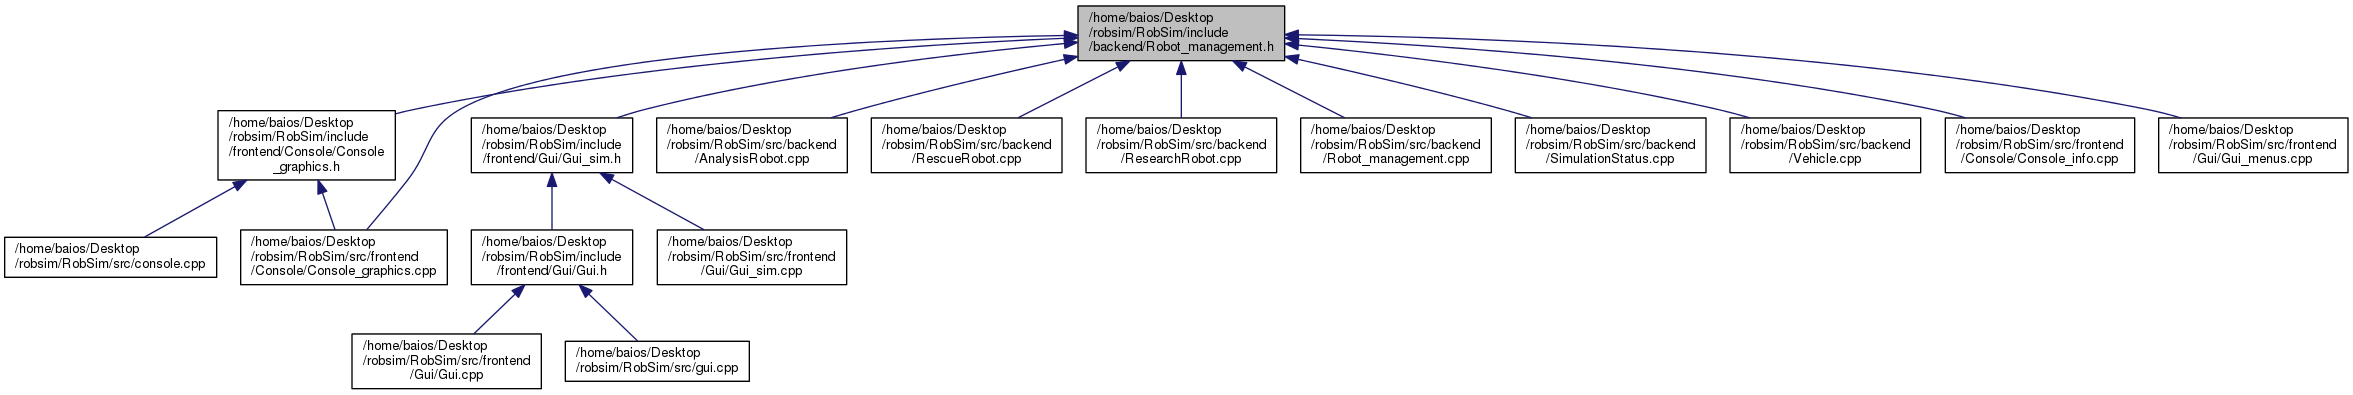 /home/baios/Desktop
/robsim/RobSim/include
/backend/Robot_management.h
/home/baios/Desktop
/robsim/RobSim/include
/frontend/Console/Console
_graphics.h
/home/baios/Desktop
/robsim/RobSim/include
/frontend/Gui/Gui_sim.h
/home/baios/Desktop
/robsim/RobSim/src/backend
/AnalysisRobot.cpp
/home/baios/Desktop
/robsim/RobSim/src/backend
/RescueRobot.cpp
/home/baios/Desktop
/robsim/RobSim/src/backend
/ResearchRobot.cpp
/home/baios/Desktop
/robsim/RobSim/src/backend
/Robot_management.cpp
/home/baios/Desktop
/robsim/RobSim/src/backend
/SimulationStatus.cpp
/home/baios/Desktop
/robsim/RobSim/src/backend
/Vehicle.cpp
/home/baios/Desktop
/robsim/RobSim/src/frontend
/Console/Console_info.cpp
/home/baios/Desktop
/robsim/RobSim/src/frontend
/Gui/Gui_menus.cpp
/home/baios/Desktop
/robsim/RobSim/src/console.cpp
/home/baios/Desktop
/robsim/RobSim/src/frontend
/Console/Console_graphics.cpp
/home/baios/Desktop
/robsim/RobSim/include
/frontend/Gui/Gui.h
/home/baios/Desktop
/robsim/RobSim/src/frontend
/Gui/Gui_sim.cpp
/home/baios/Desktop
/robsim/RobSim/src/frontend
/Gui/Gui.cpp
/home/baios/Desktop
/robsim/RobSim/src/gui.cpp